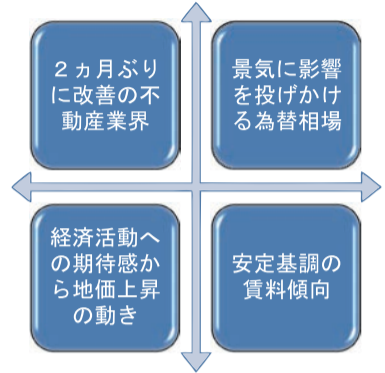 ２ヵ月ぶり
に改善の不
動産業界
景気に影響
を投げかけ
る為替相場
経済活動へ
の期待感か
ら地価上昇
の動き
安定基調の
賃料傾向